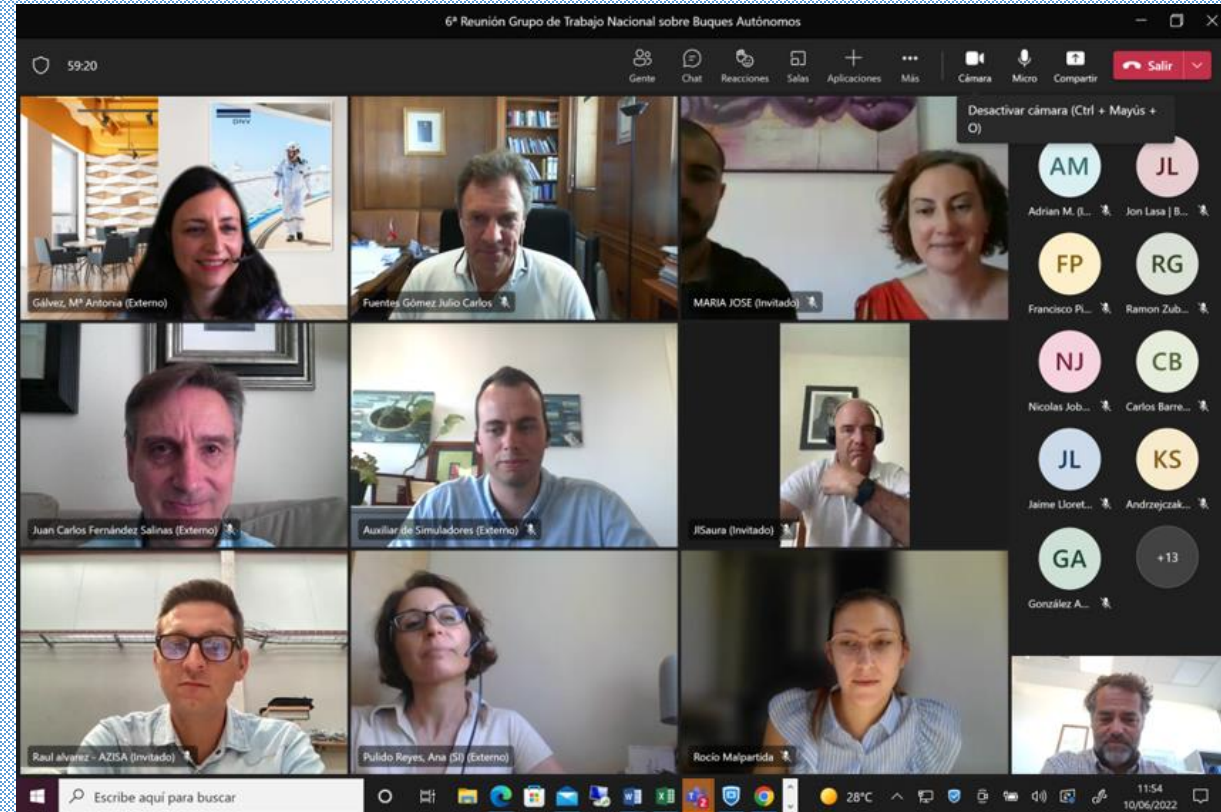 6ª Reunión Grupo de Trabajo Nacional sobre Buques Autónomos
59:20
Gente
Chat
Reacciones
Salas
Aplicaciones
Más
Cámara
Micro
Compartir
Salir
Desactivar cámara (Ctrl + Mayús + O)
DNV
Gálvez, Mª Antonia (Externo)
Fuentes Gómez Julio Carlos
MARIA JOSE (Invitado)
AM
JL
Adrian M. (I...
Jon Lasa | B...
FP
RG
Francisco Pi...
Ramon Zub...
Juan Carlos Fernández Salinas (Externo)
Auxiliar de Simuladores (Externo)
JISaura (Invitado)
NJ
CB
Nicolas Job...
Carlos Barre...
JL
KS
Jaime Lloret...
Andrzejczak...
GA
+13
González A...
Raul alvarez - AZISA (Invitado)
Pulido Reyes, Ana (SI) (Externo)
Rocío Malpartida
Escribe aquí para buscar
28°C
11:54
10/06/2022